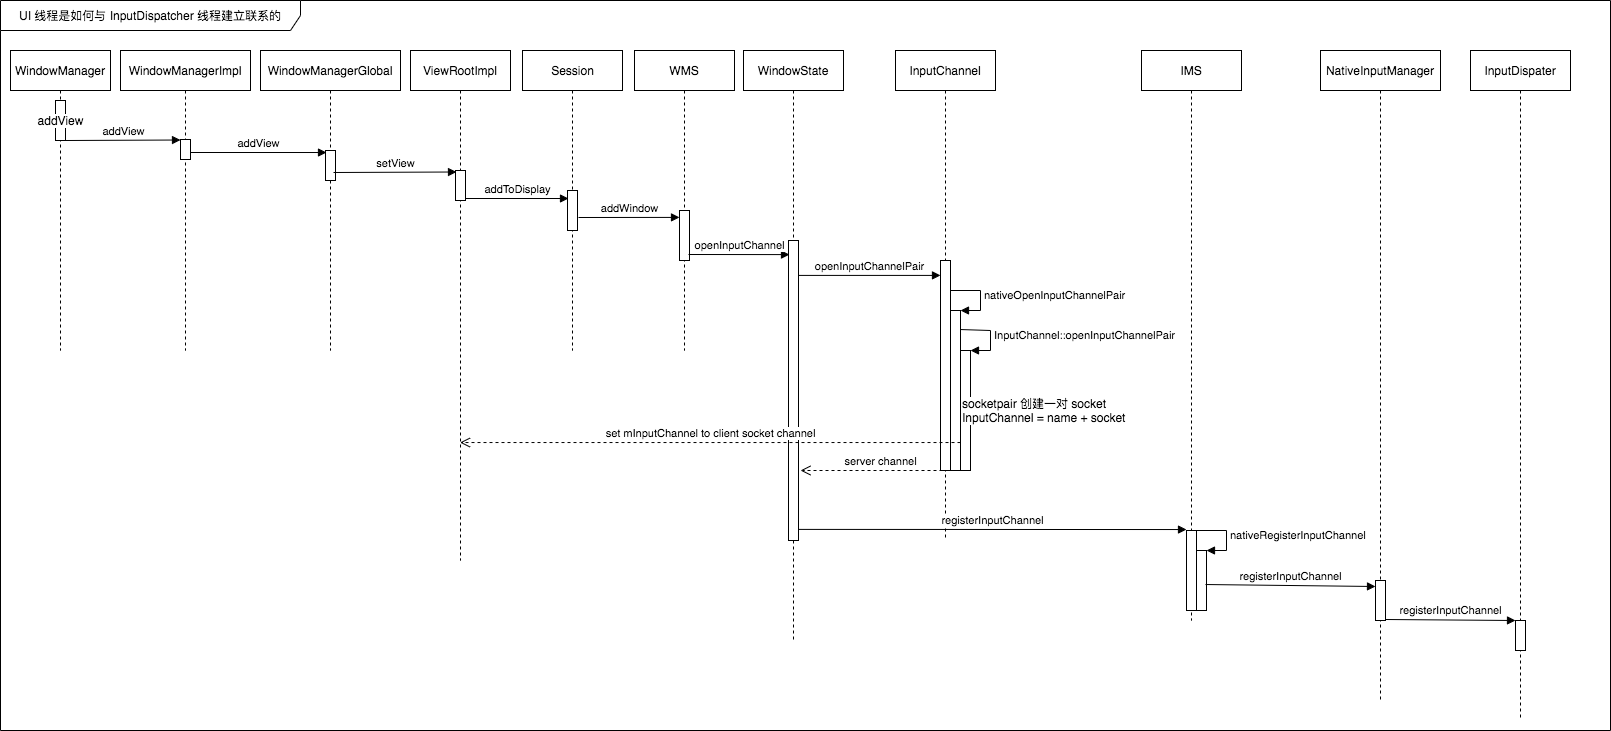 UI 线程是如何与 InputDispatcher 线程建立联系的
WindowManager
WindowManagerImpl
WindowManagerGlobal
ViewRootImpl
Session
WMS
WindowState
InputChannel
IMS
NativeInputManager
InputDispater
addView
addView
addView
setView
addToDisplay
addWindow
openInputChannel
openInputChannelPair
nativeOpenInputChannelPair
InputChannel::openInputChannelPair
socketpair 创建一对 socket
InputChannel = name + socket
set mInputChannel to client socket channel
server channel
registerInputChannel
nativeRegisterInputChannel
registerInputChannel
registerInputChannel